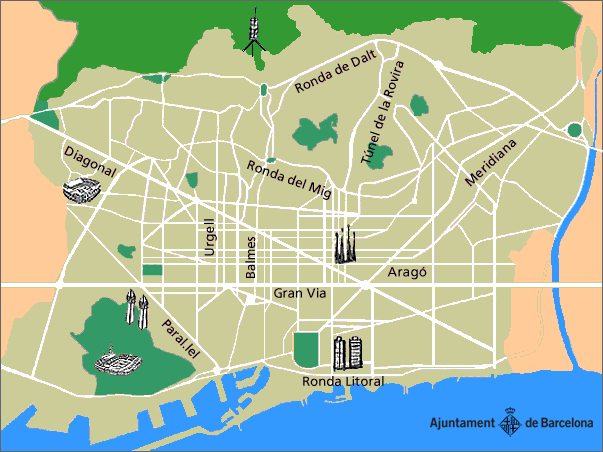 Ronda de Dalt
Túnel de la Rovira
Meridiana
Diagonal
Ronda del Mig
Urgell
Balmes
Aragó
Gran Via
Paral.lel
Ronda Litoral
Ajuntament de Barcelona